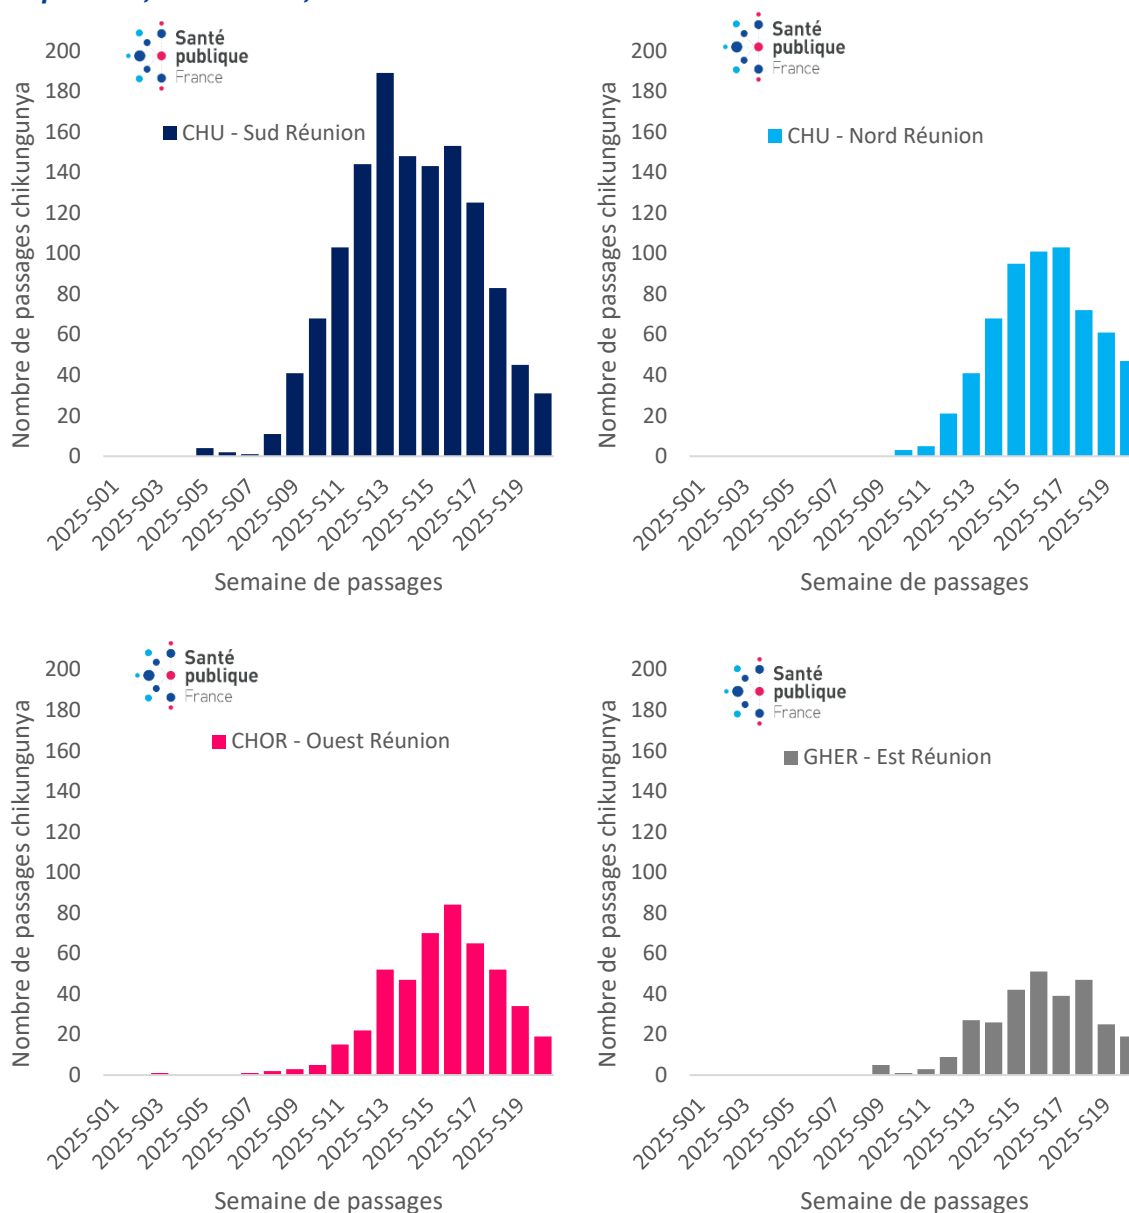 Santé
publique
France
CHU - Sud Réunion
Nombre de passages chikungunya
200
180
160
140
120
100
80
60
40
20
0
2025-S01
2025-S03
2025-S05
2025-S07
2025-S09
2025-S11
2025-S13
2025-S15
2025-S17
2025-S19
Semaine de passages
Santé
publique
France
CHU - Nord Réunion
Nombre de passages chikungunya
200
180
160
140
120
100
80
60
40
20
0
2025-S01
2025-S03
2025-S05
2025-S07
2025-S09
2025-S11
2025-S13
2025-S15
2025-S17
2025-S19
Semaine de passages
Santé
publique
France
CHOR - Ouest Réunion
Nombre de passages chikungunya
200
180
160
140
120
100
80
60
40
20
0
2025-S01
2025-S03
2025-S05
2025-S07
2025-S09
2025-S11
2025-S13
2025-S15
2025-S17
2025-S19
Semaine de passages
Santé
publique
France
GHER - Est Réunion
Nombre de passages chikungunya
200
180
160
140
120
100
80
60
40
20
0
2025-S01
2025-S03
2025-S05
2025-S07
2025-S09
2025-S11
2025-S13
2025-S15
2025-S17
2025-S19
Semaine de passages